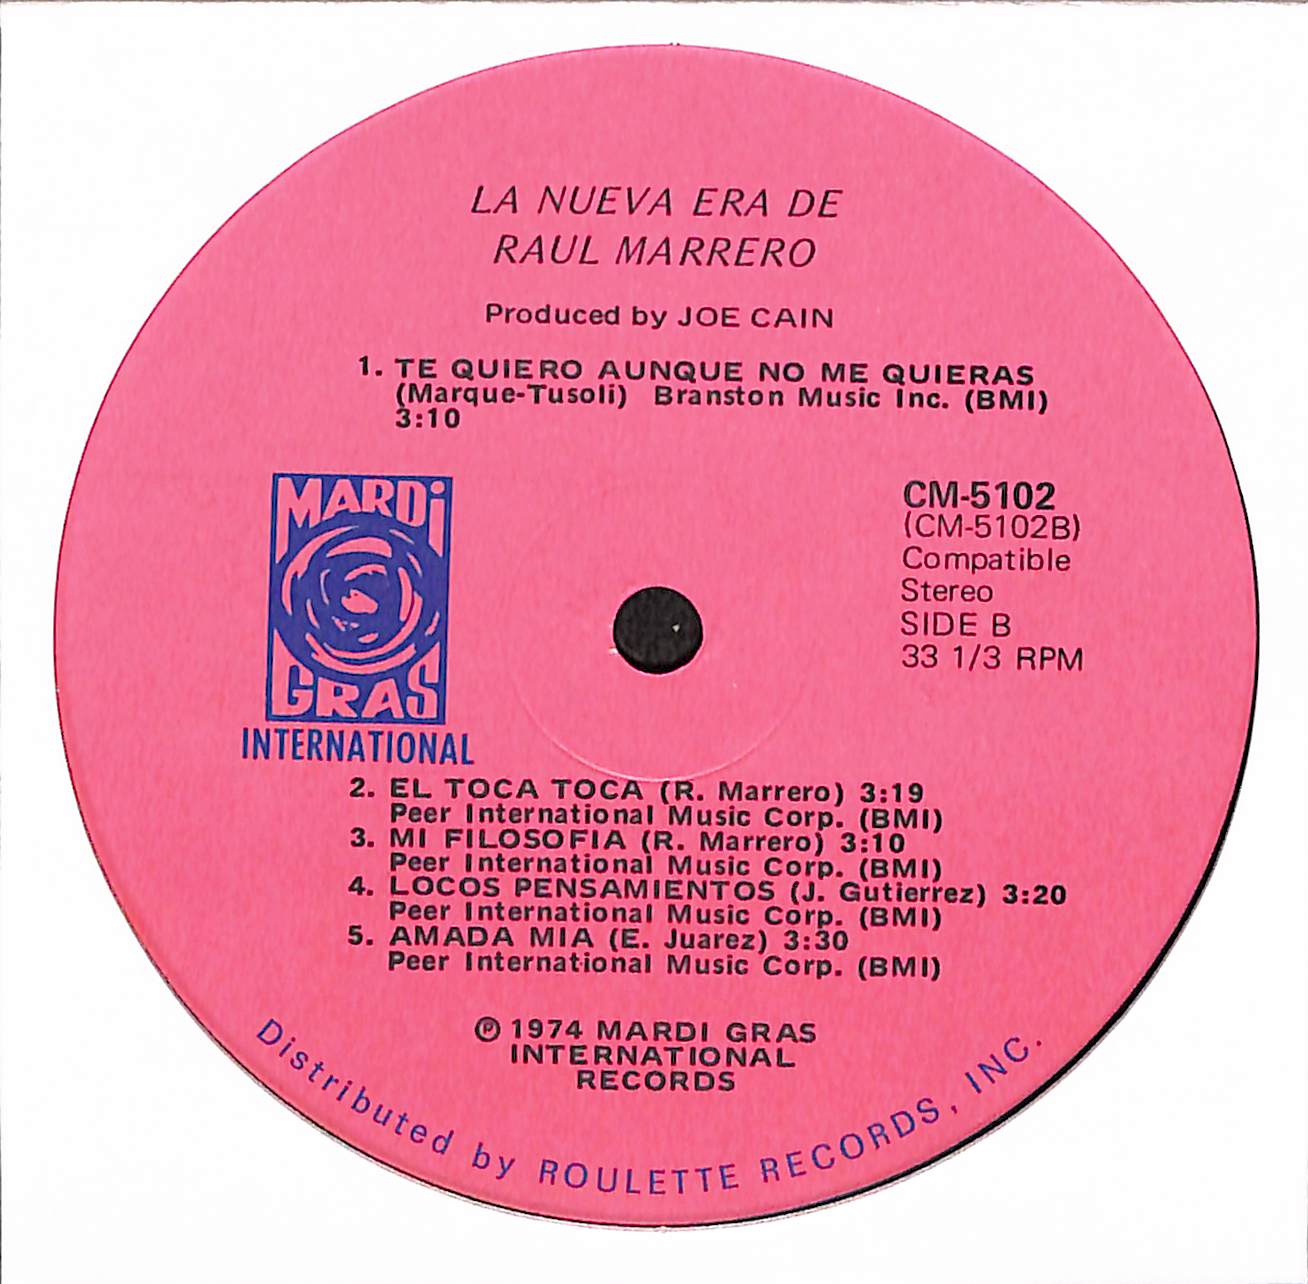 LA NUEVA ERA DE
RAUL MARRERO
Produced by JOE CAIN
1. TE QUIERO AUNQUE NO ME QUIERAS
(Marque-Tusoli) Branston Music Inc. (BMI)
3:10
MARDi
GRAS
INTERNATIONAL
CM-5102
(CM-5102B)
Compatible
Stereo
SIDE B
33 1/3 RPM
2. EL TOCA TOCA (R. Marrero) 3:19
Peer International Music Corp. (BMI)
3. MI FILOSOFIA (R. Marrero) 3:10
Peer International Music Corp. (BMI)
4. LOCOS PENSAMIENTOS (J. Gutierrez) 3:20
Peer International Music Corp. (BMI)
5. AMADA MIA (E. Juarez) 3:30
Peer International Music Corp. (BMI)
℗ 1974 MARDI GRAS
INTERNATIONAL
RECORDS
Distributed by ROULETTE RECORDS, INC.